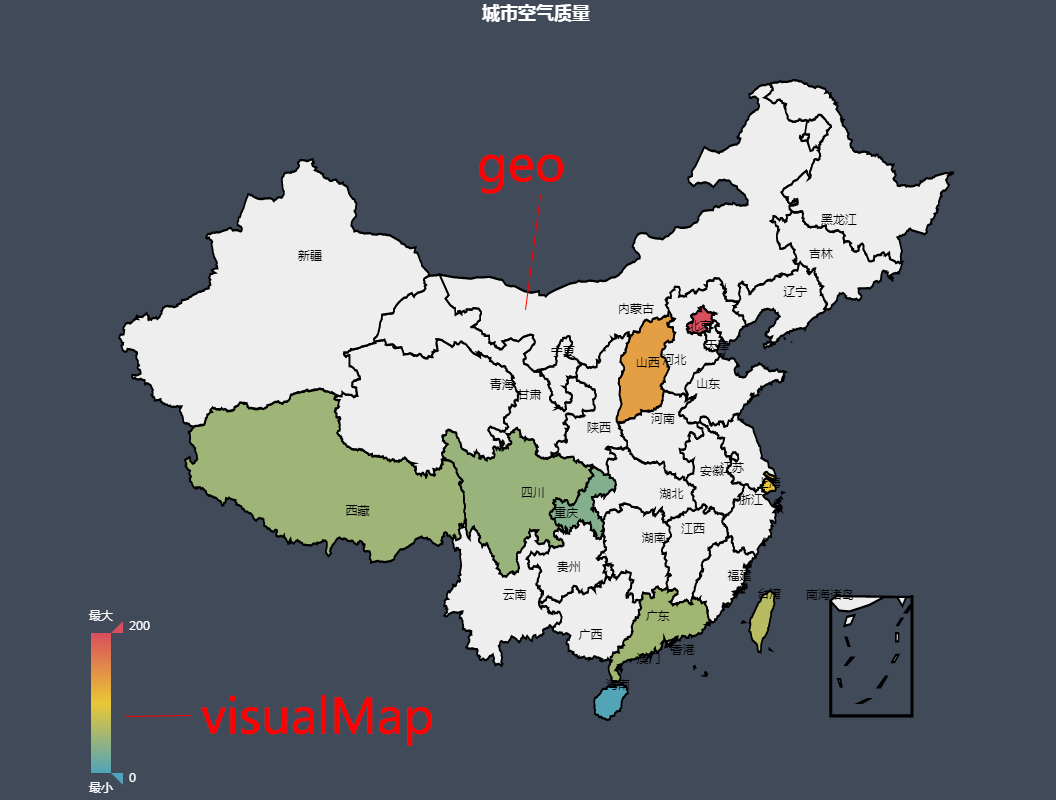 城市空气质量
geo
黑龙江
新疆
吉林
辽宁
内蒙古
北京
天津
宁夏
山西
河北
青海
甘肃
山东
河南
陕西
安徽
江苏
上海
四川
湖北
浙江
西藏
重庆
江西
湖南
贵州
福建
云南
台湾
南海诸岛
广东
广西
香港
澳门
海南
最大
200
visualMap
0
最小